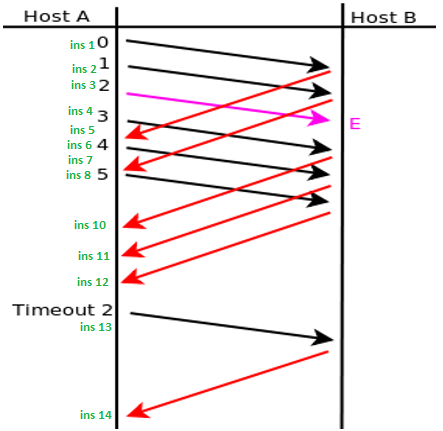 Host A
Host B
ins 1 0
ins 2 1
ins 3 2
ins 4 3
E
ins 5
ins 6 4
ins 7
ins 8 5
ins 10
ins 11
ins 12
Timeout 2
ins 13
ins 14